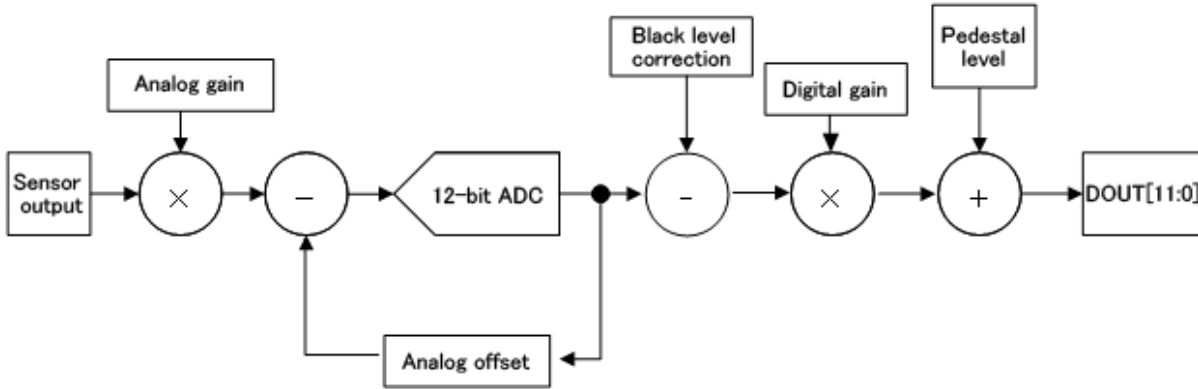 Black level
correction
Pedestal
level
Analog gain
Digital gain
Sensor
output
×
−
12-bit ADC
-
×
+
DOUT[11:0]
Analog offset